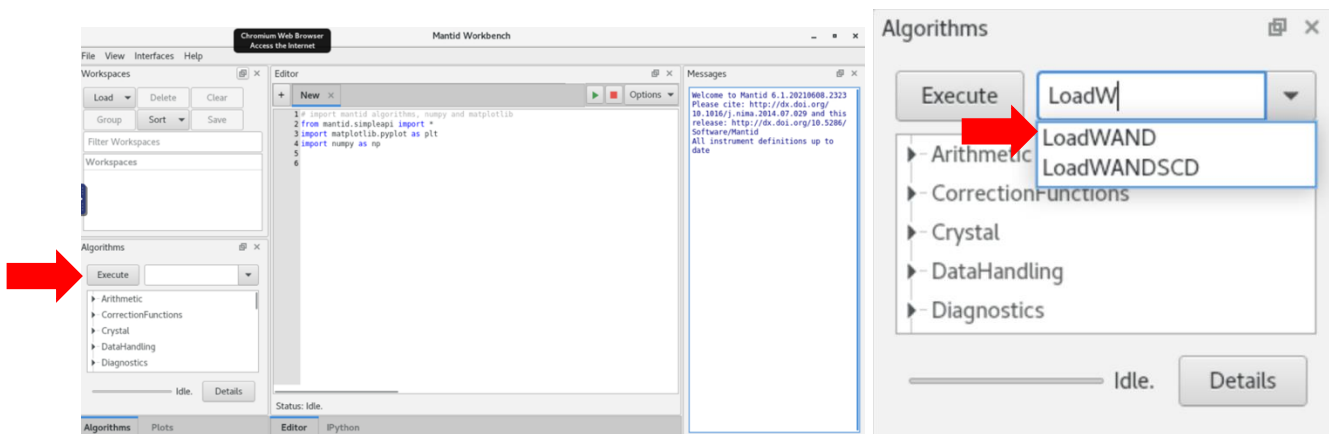 Chromium Web Browser
Access the Internet
Mantid Workbench
File View Interfaces Help
Workspaces
Load Delete Clear
Group Sort Save
Filter Workspaces
Workspaces
Algorithms
Execute
Arithmetic
CorrectionFunctions
Crystal
DataHandling
Diagnostics
Idle. Details
Algorithms Plots
Editor
+ New × Options
1 # import mantid algorithms, numpy and matplotlib
2 from mantid.simpleapi import *
3 import matplotlib.pyplot as plt
4 import numpy as np
5
6
Status: Idle.
Editor IPython
Messages
Welcome to Mantid 6.1.20210608.2323
Please cite: http://dx.doi.org/
10.1016/j.nima.2014.07.029 and this
release: http://dx.doi.org/10.5286/
Software/Mantid
All instrument definitions up to
date
Algorithms
Execute LoadW
LoadWAND
LoadWANDSCD
Arithmetic
CorrectionFunctions
Crystal
DataHandling
Diagnostics
Idle. Details